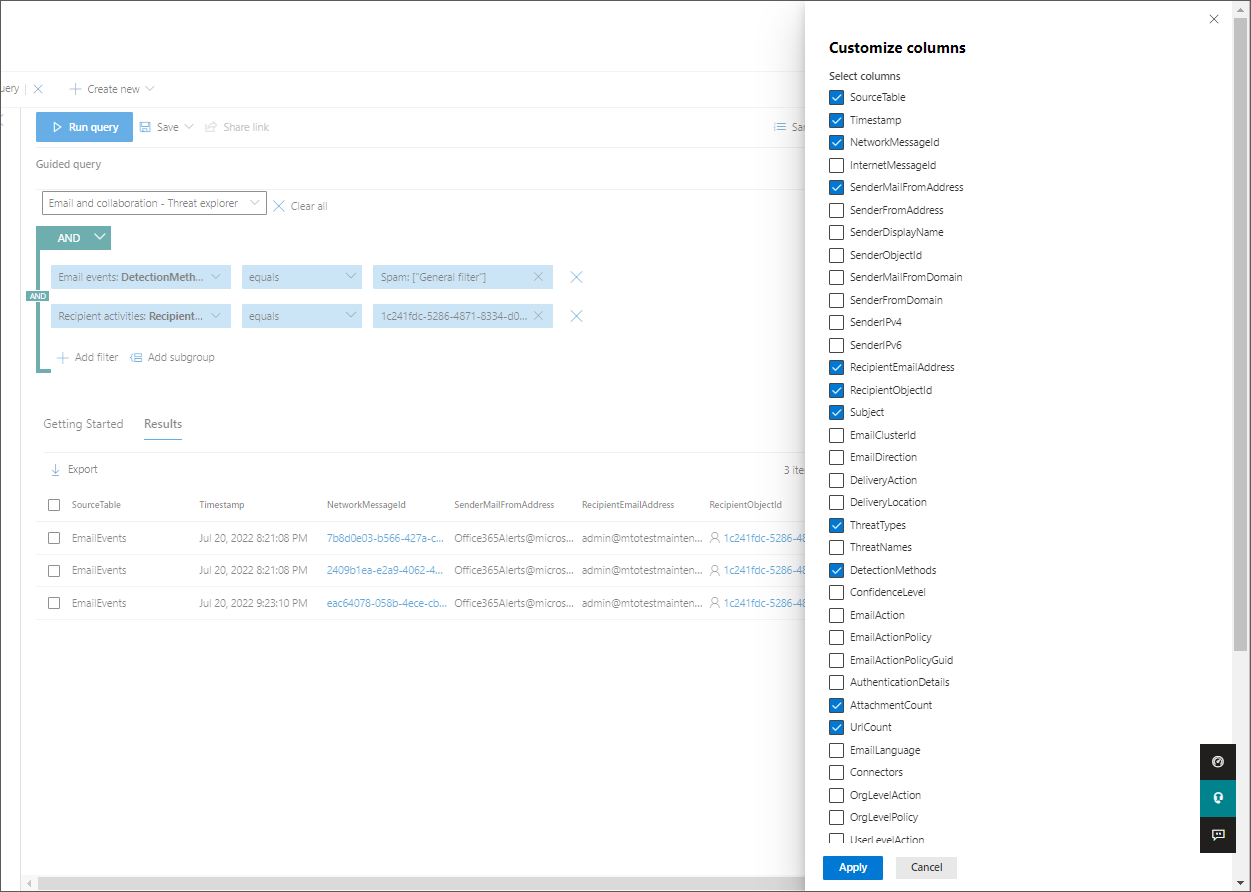 uery
Create new
Run query
Save
Share link
Sar
Guided query
Email and collaboration - Threat explorer
Clear all
AND
Email events: DetectionMeth...
equals
Spam: ["General filter"]
AND
Recipient activities: Recipient...
equals
1c241fdc-5286-4871-8334-d0...
Add filter
Add subgroup
Getting Started
Results
Export
3 ite
SourceTable Timestamp NetworkMessageId SenderMailFromAddress RecipientEmailAddress RecipientObjectId
EmailEvents Jul 20, 2022 8:21:08 PM 7b8d0e03-b566-427a-c... Office365Alerts@micros... admin@mtotestmainten... 1c241fdc-5286-48
EmailEvents Jul 20, 2022 8:21:08 PM 2409b1ea-e2a9-4062-4... Office365Alerts@micros... admin@mtotestmainten... 1c241fdc-5286-48
EmailEvents Jul 20, 2022 9:23:10 PM eac64078-058b-4ece-cb... Office365Alerts@micros... admin@mtotestmainten... 1c241fdc-5286-48
Customize columns
Select columns
SourceTable
Timestamp
NetworkMessageId
InternetMessageId
SenderMailFromAddress
SenderFromAddress
SenderDisplayName
SenderObjectId
SenderMailFromDomain
SenderFromDomain
SenderIPv4
SenderIPv6
RecipientEmailAddress
RecipientObjectId
Subject
EmailClusterId
EmailDirection
DeliveryAction
DeliveryLocation
ThreatTypes
ThreatNames
DetectionMethods
ConfidenceLevel
EmailAction
EmailActionPolicy
EmailActionPolicyGuid
AuthenticationDetails
AttachmentCount
UrlCount
EmailLanguage
Connectors
OrgLevelAction
OrgLevelPolicy
UserLevelAction
Apply
Cancel